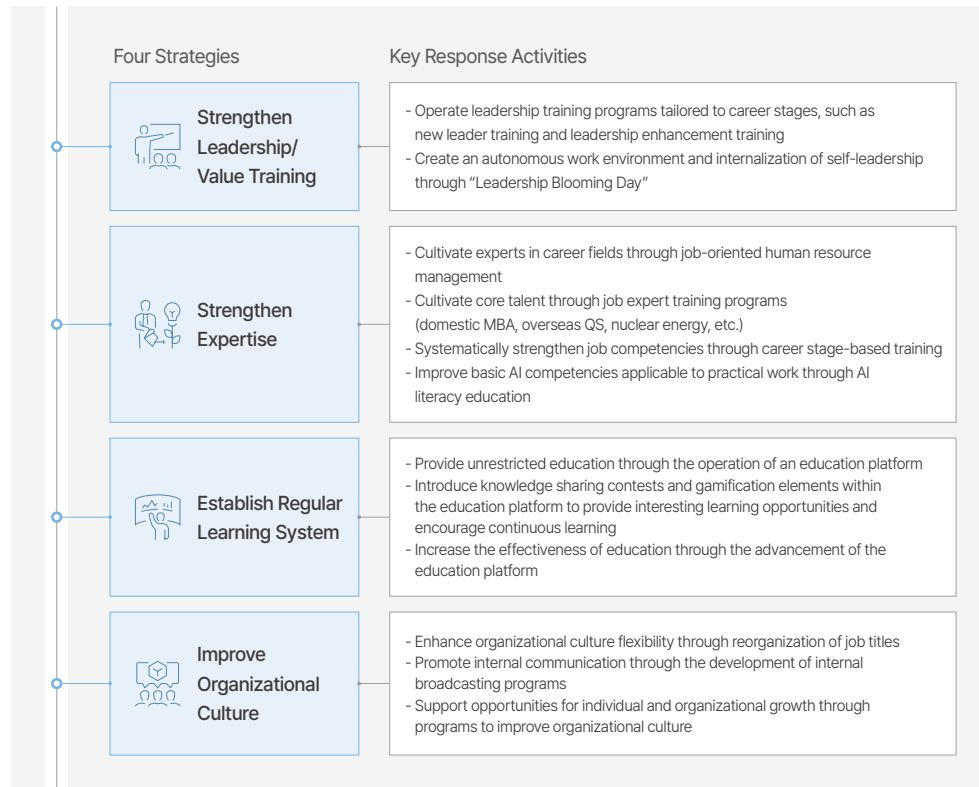 Four Strategies
Key Response Activities
Strengthen
Leadership/
Value Training
- Operate leadership training programs tailored to career stages, such as
new leader training and leadership enhancement training
- Create an autonomous work environment and internalization of self-leadership
through “Leadership Blooming Day”
Strengthen
Expertise
- Cultivate experts in career fields through job-oriented human resource
management
- Cultivate core talent through job expert training programs
(domestic MBA, overseas QS, nuclear energy, etc.)
- Systematically strengthen job competencies through career stage-based training
- Improve basic AI competencies applicable to practical work through AI
literacy education
Establish Regular
Learning System
- Provide unrestricted education through the operation of an education platform
- Introduce knowledge sharing contests and gamification elements within
the education platform to provide interesting learning opportunities and
encourage continuous learning
- Increase the effectiveness of education through the advancement of the
education platform
Improve
Organizational
Culture
- Enhance organizational culture flexibility through reorganization of job titles
- Promote internal communication through the development of internal
broadcasting programs
- Support opportunities for individual and organizational growth through
programs to improve organizational culture